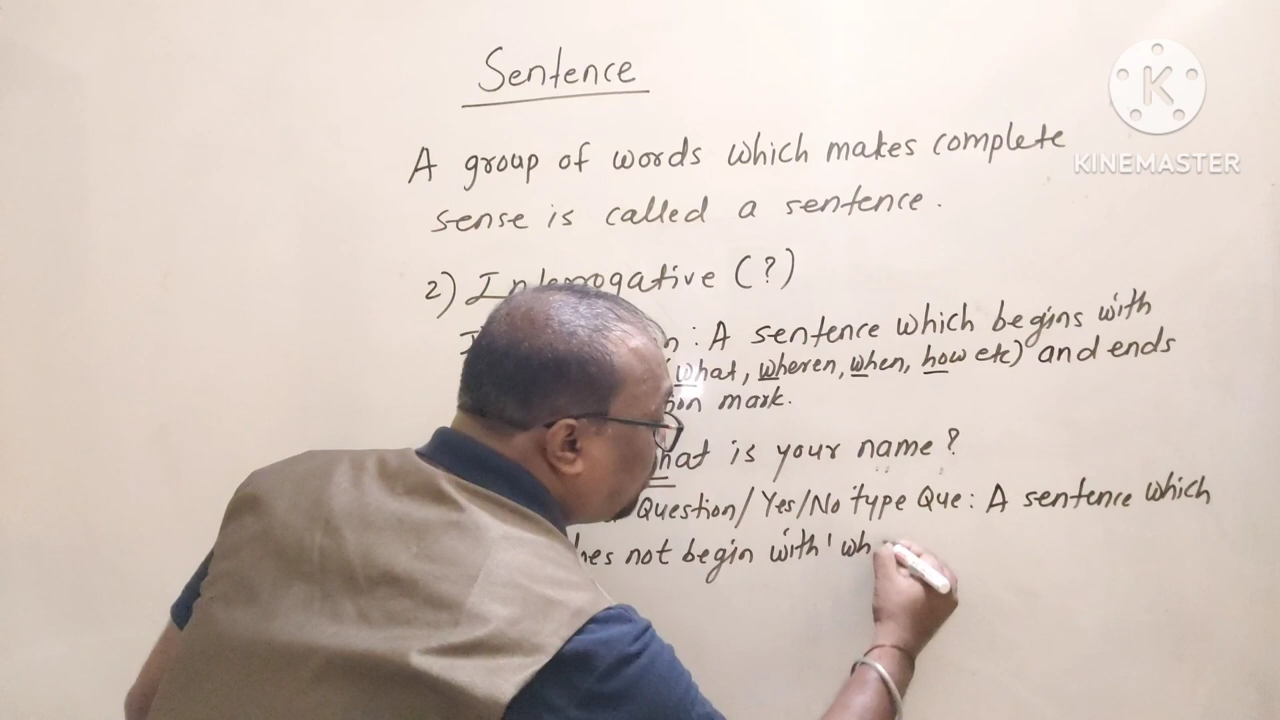 Sentence
K
KINEMASTER
A group of words which makes complete
sense is called a sentence.
2) Interrogative (?)
: A sentence which begins with
what, wheren, when, how etc) and ends
mark.
is your name?
Question/Yes/No type Que: A sentence which
not begin with 'wh